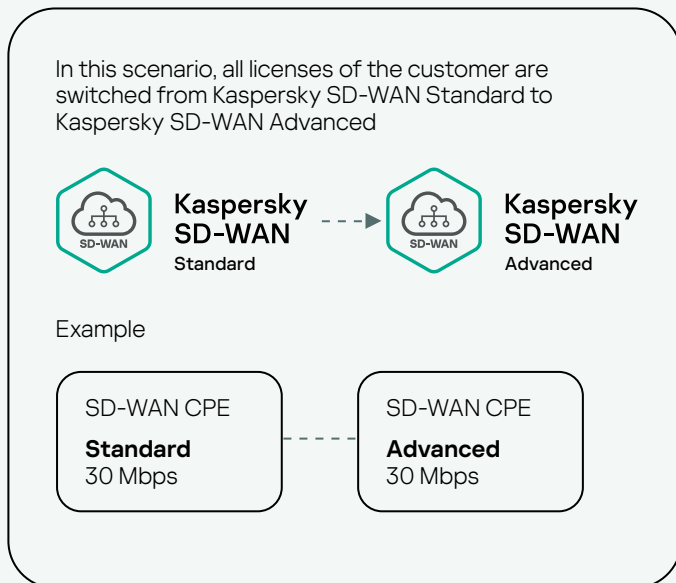 In this scenario, all licenses of the customer are
switched from Kaspersky SD-WAN Standard to
Kaspersky SD-WAN Advanced
SD-WAN
Kaspersky
SD-WAN
Standard
SD-WAN
Kaspersky
SD-WAN
Advanced
Example
SD-WAN CPE
Standard
30 Mbps
SD-WAN CPE
Advanced
30 Mbps